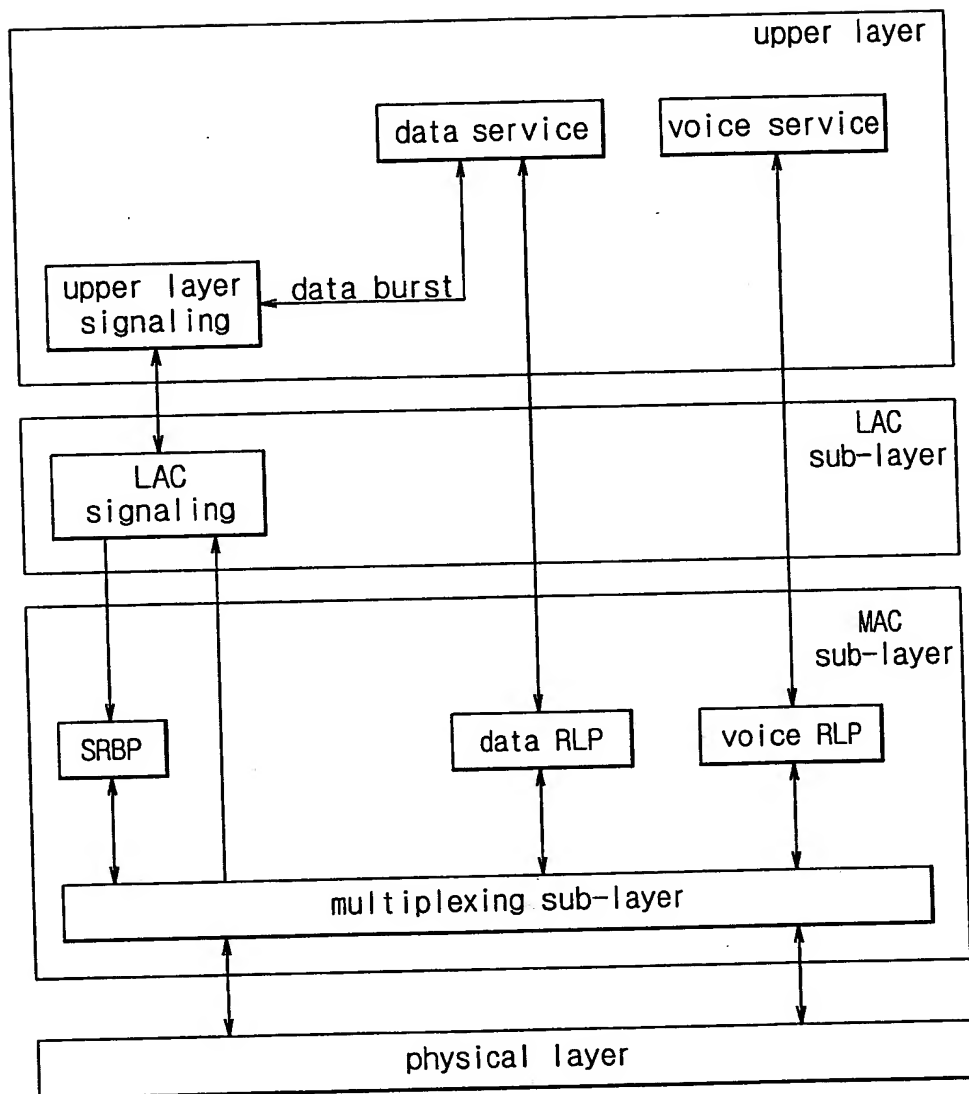 upper layer
data service
voice service
upper layer
signaling
data burst
LAC
sub-layer
LAC
signaling
MAC
sub-layer
SRBP
data RLP
voice RLP
multiplexing sub-layer
physical layer